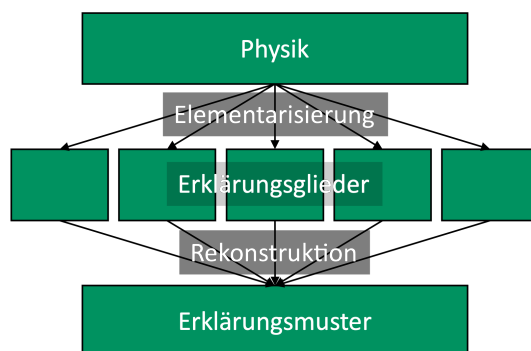 Physik
Elementarisierung
Erklärungsglieder
Rekonstruktion
Erklärungsmuster